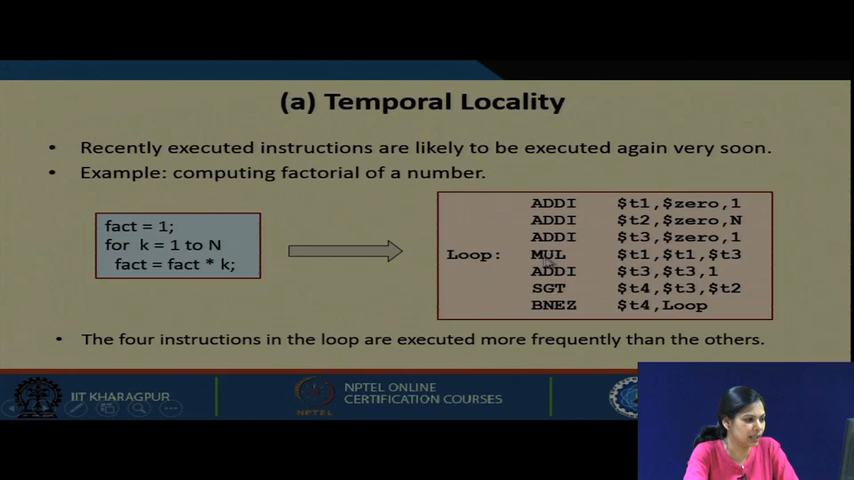 (a) Temporal Locality
• Recently executed instructions are likely to be executed again very soon.
• Example: computing factorial of a number.
fact = 1;
for k = 1 to N
fact = fact * k;
ADDI $t1,$zero,1
ADDI $t2,$zero,N
ADDI $t3,$zero,1
Loop: MUL $t1,$t1,$t3
ADDI $t3,$t3,1
SGT $t4,$t3,$t2
BNEZ $t4,Loop
• The four instructions in the loop are executed more frequently than the others.
IIT KHARAGPUR
NPTEL
NPTEL ONLINE
CERTIFICATION COURSES